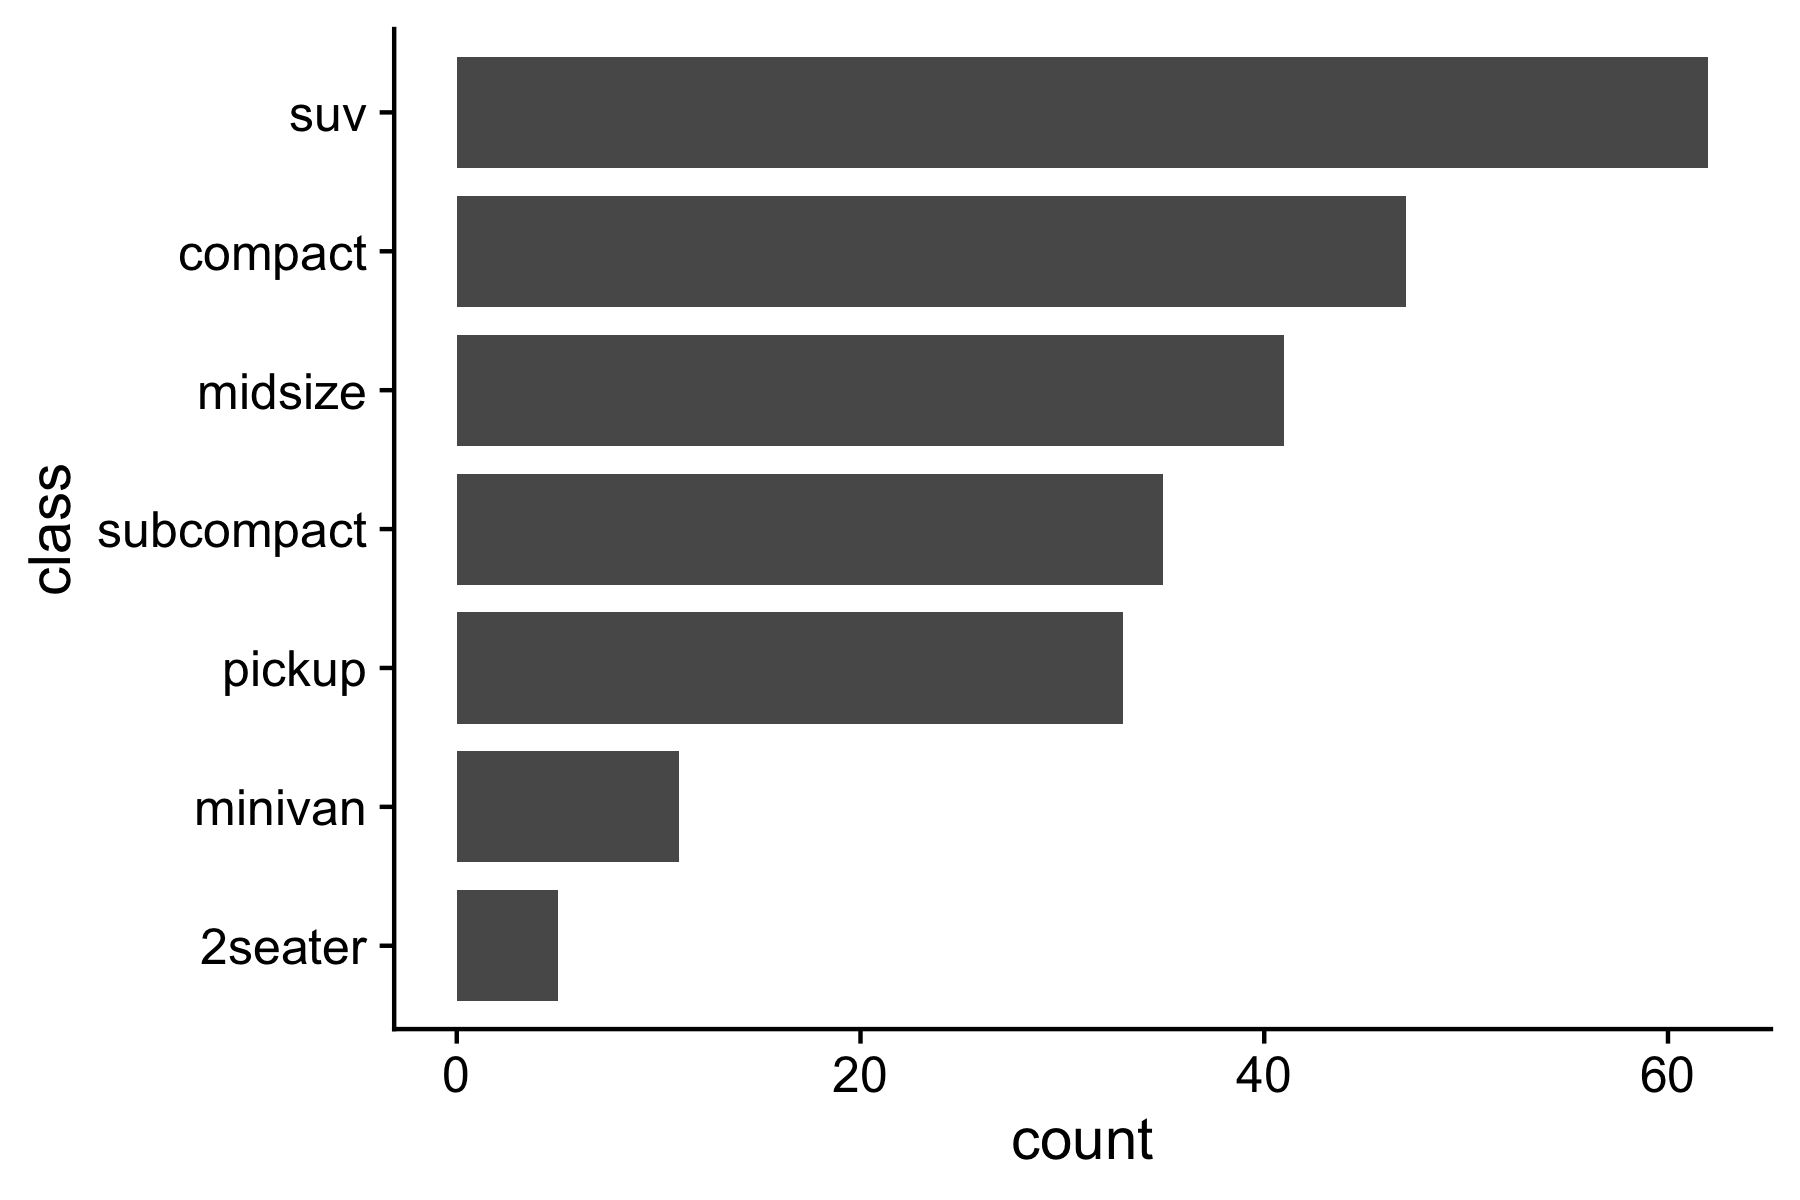 suv
compact
midsize
subcompact
pickup
minivan
2seater
class
0 20 40 60
count